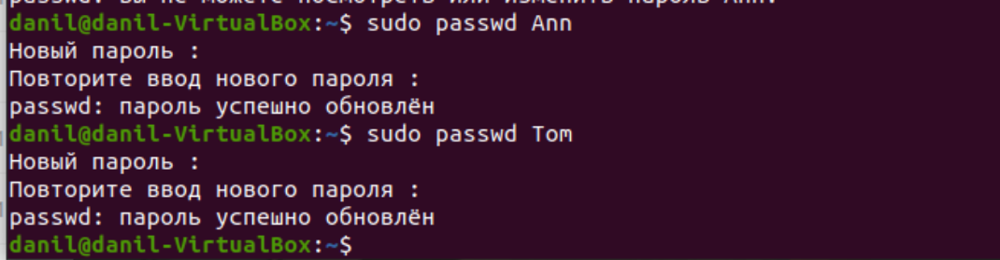 passwd: Вы не можете посмотреть или изменить пароль Ann.
danil@danil-VirtualBox:~$ sudo passwd Ann
Новый пароль :
Повторите ввод нового пароля :
passwd: пароль успешно обновлён
danil@danil-VirtualBox:~$ sudo passwd Tom
Новый пароль :
Повторите ввод нового пароля :
passwd: пароль успешно обновлён
danil@danil-VirtualBox:~$